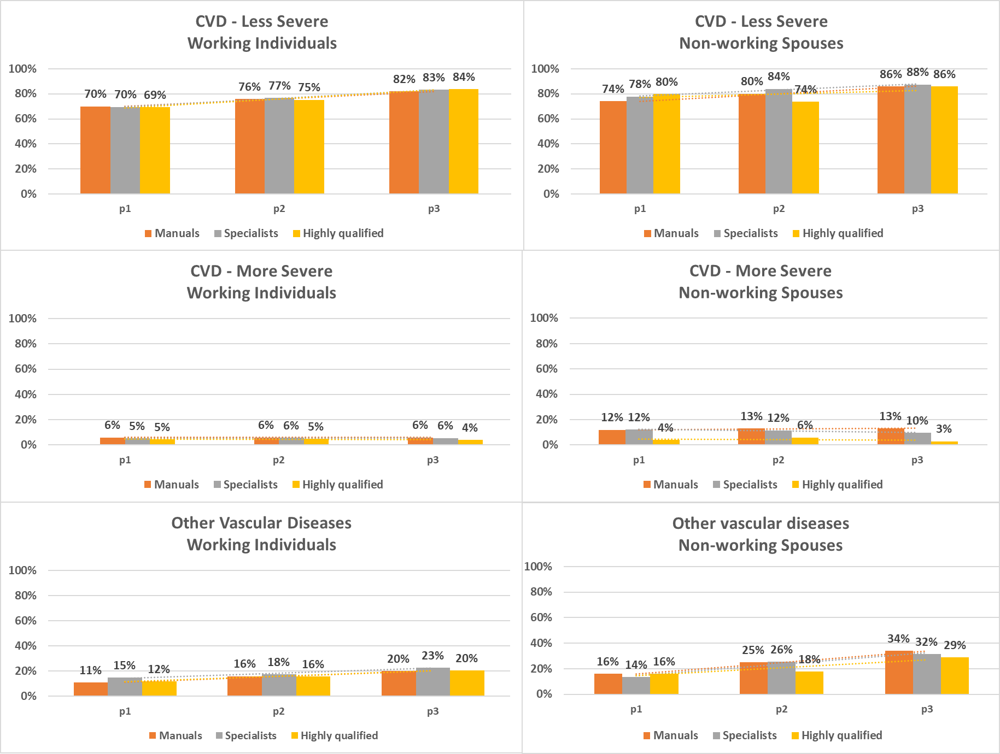 CVD - Less Severe
Working Individuals
100%
80%
60%
40%
20%
0%
70% 70% 69%
76% 77% 75%
82% 83% 84%
p1 p2 p3
Manuals Specialists Highly qualified
CVD - Less Severe
Non-working Spouses
100%
80%
60%
40%
20%
0%
74% 78% 80%
80% 84% 74%
86% 88% 86%
p1 p2 p3
Manuals Specialists Highly qualified
CVD - More Severe
Working Individuals
100%
80%
60%
40%
20%
0%
6% 5% 5%
6% 6% 5%
6% 6% 4%
p1 p2 p3
Manuals Specialists Highly qualified
CVD - More Severe
Non-working Spouses
100%
80%
60%
40%
20%
0%
12% 12% 4%
13% 12% 6%
13% 10% 3%
p1 p2 p3
Manuals Specialists Highly qualified
Other Vascular Diseases
Working Individuals
100%
80%
60%
40%
20%
0%
11% 15% 12%
16% 18% 16%
20% 23% 20%
p1 p2 p3
Manuals Specialists Highly qualified
Other vascular diseases
Non-working Spouses
100%
80%
60%
40%
20%
0%
16% 14% 16%
25% 26% 18%
34% 32% 29%
p1 p2 p3
Manuals Specialists Highly qualified